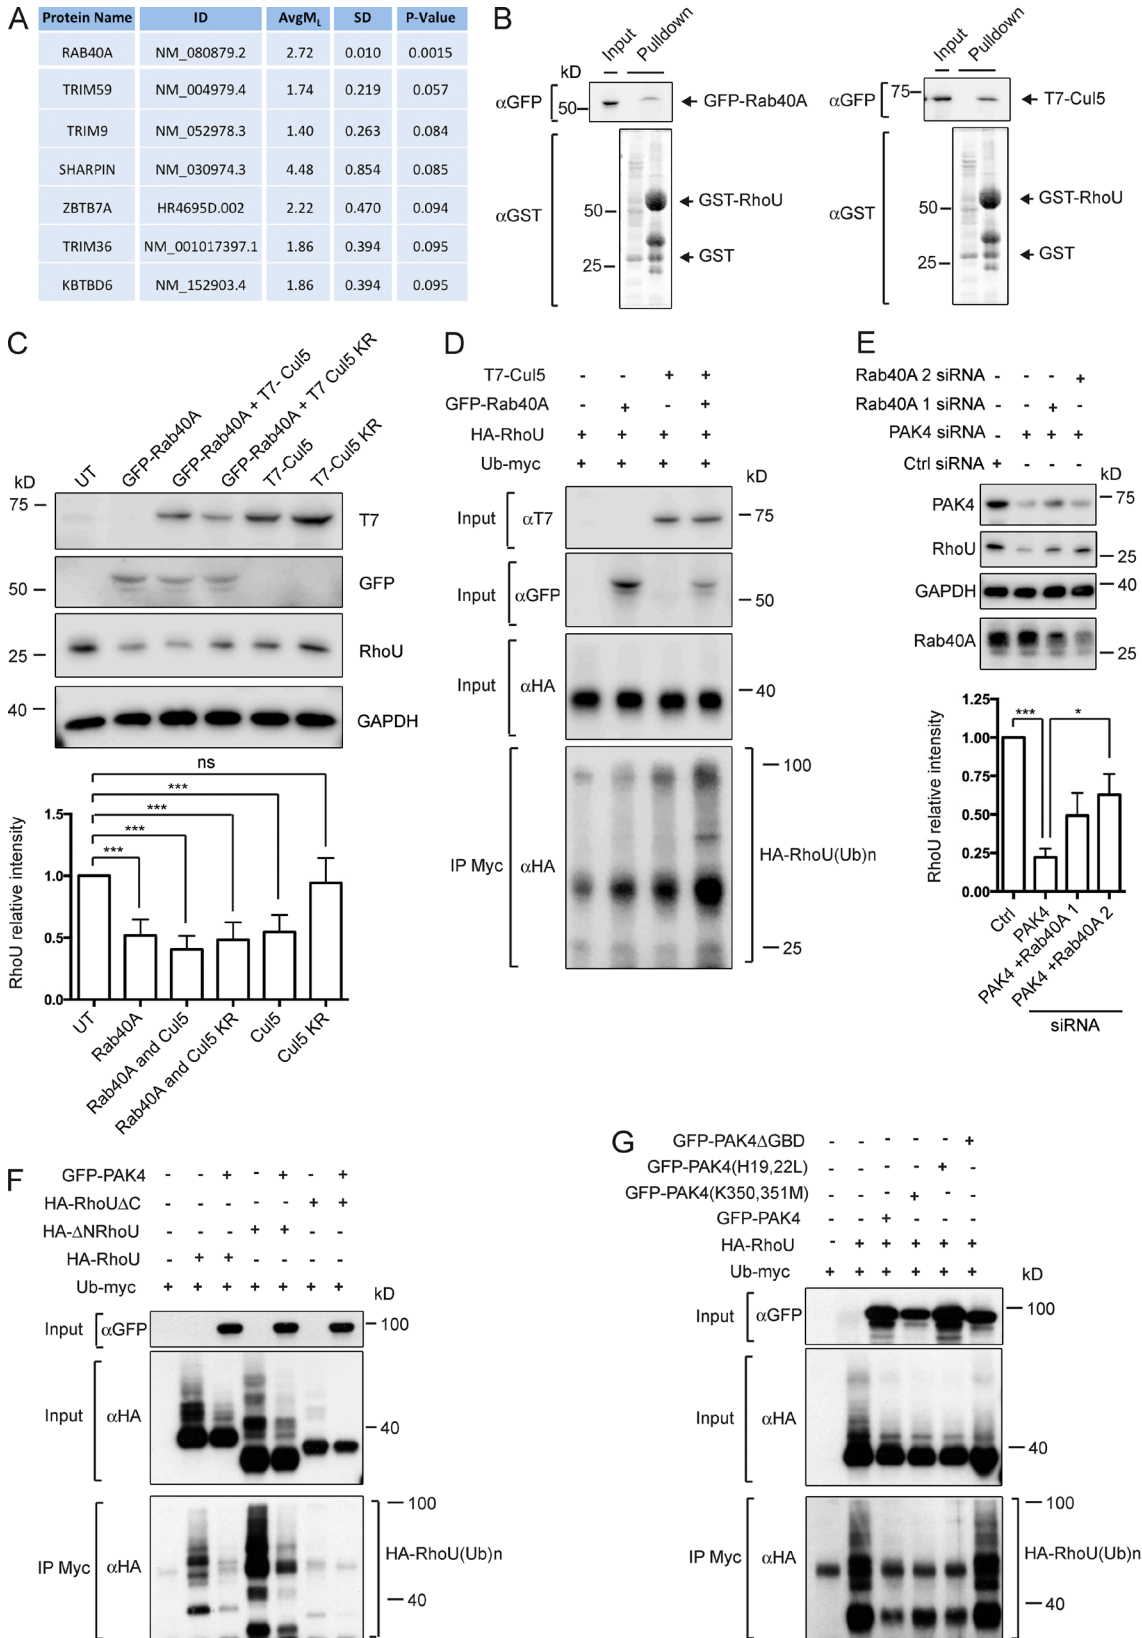 A
Protein Name ID AvgML SD P-Value
RAB40A NM_080879.2 2.72 0.010 0.0015
TRIM59 NM_004979.4 1.74 0.219 0.057
TRIM9 NM_052978.3 1.40 0.263 0.084
SHARPIN NM_030974.3 4.48 0.854 0.085
ZBTB7A HR4695D.002 2.22 0.470 0.094
TRIM36 NM_001017397.1 1.86 0.394 0.095
KBTBD6 NM_152903.4 1.86 0.394 0.095
B
Input Pulldown
kD
αGFP 50 GFP-Rab40A
αGST
50 GST-RhoU
25 GST
Input Pulldown
αGFP 75 T7-Cul5
αGST
50 GST-RhoU
25 GST
C
UT
GFP-Rab40A
GFP-Rab40A + T7- Cul5
GFP-Rab40A + T7 Cul5 KR
T7-Cul5
T7-Cul5 KR
kD
75 T7
50 GFP
25 RhoU
40 GAPDH
ns
***
***
***
***
RhoU relative intensity
1.5
1.0
0.5
0.0
UT
Rab40A
Rab40A and Cul5
Rab40A and Cul5 KR
Cul5
Cul5 KR
D
T7-Cul5 - - + +
GFP-Rab40A - + - +
HA-RhoU + + + +
Ub-myc + + + +
kD
Input αT7 75
Input αGFP 50
Input αHA 40
IP Myc αHA
100
HA-RhoU(Ub)n
25
E
Rab40A 2 siRNA - - - +
Rab40A 1 siRNA - - + -
PAK4 siRNA - + + +
Ctrl siRNA + - - -
kD
PAK4 75
RhoU 25
GAPDH 40
Rab40A 25
*** *
RhoU relative intensity
1.00
0.75
0.50
0.25
0.00
Ctrl
PAK4
PAK4 +Rab40A 1
PAK4 +Rab40A 2
siRNA
F
GFP-PAK4 - - + - + - +
HA-RhoUΔC - - - - - + +
HA-ΔNRhoU - - - + + - -
HA-RhoU - + + - - - -
Ub-myc + + + + + + +
kD
Input αGFP 100
Input αHA 40
IP Myc αHA
100
HA-RhoU(Ub)n
40
G
GFP-PAK4ΔGBD - - - - - +
GFP-PAK4(H19,22L) - - - - + -
GFP-PAK4(K350,351M) - - - + - -
GFP-PAK4 - - + - - -
HA-RhoU - + + + + +
Ub-myc + + + + + +
kD
Input αGFP 100
Input αHA 40
IP Myc αHA
100
HA-RhoU(Ub)n
40